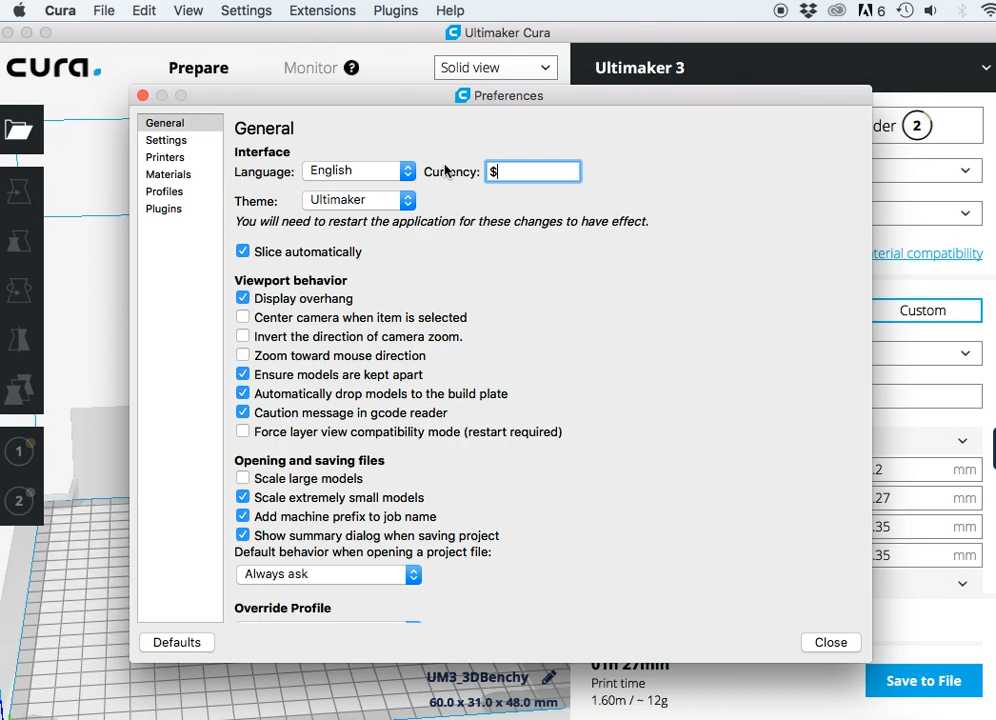 Cura File Edit View Settings Extensions Plugins Help 6
Ultimaker Cura
cura. Prepare Monitor ? Solid view Ultimaker 3
Preferences
General
Settings
Printers
Materials
Profiles
Plugins
General
Interface
Language: English Currency: $
Theme: Ultimaker
You will need to restart the application for these changes to have effect.
Slice automatically
Viewport behavior
Display overhang
Center camera when item is selected
Invert the direction of camera zoom.
Zoom toward mouse direction
Ensure models are kept apart
Automatically drop models to the build plate
Caution message in gcode reader
Force layer view compatibility mode (restart required)
Opening and saving files
Scale large models
Scale extremely small models
Add machine prefix to job name
Show summary dialog when saving project
Default behavior when opening a project file:
Always ask
Override Profile
Defaults Close
der 2
terial compatibility
Custom
.2 mm
.27 mm
.35 mm
.35 mm
1
2
UM3_3DBenchy
60.0 x 31.0 x 48.0 mm
01h 27min
Print time
1.60m / ~ 12g
Save to File